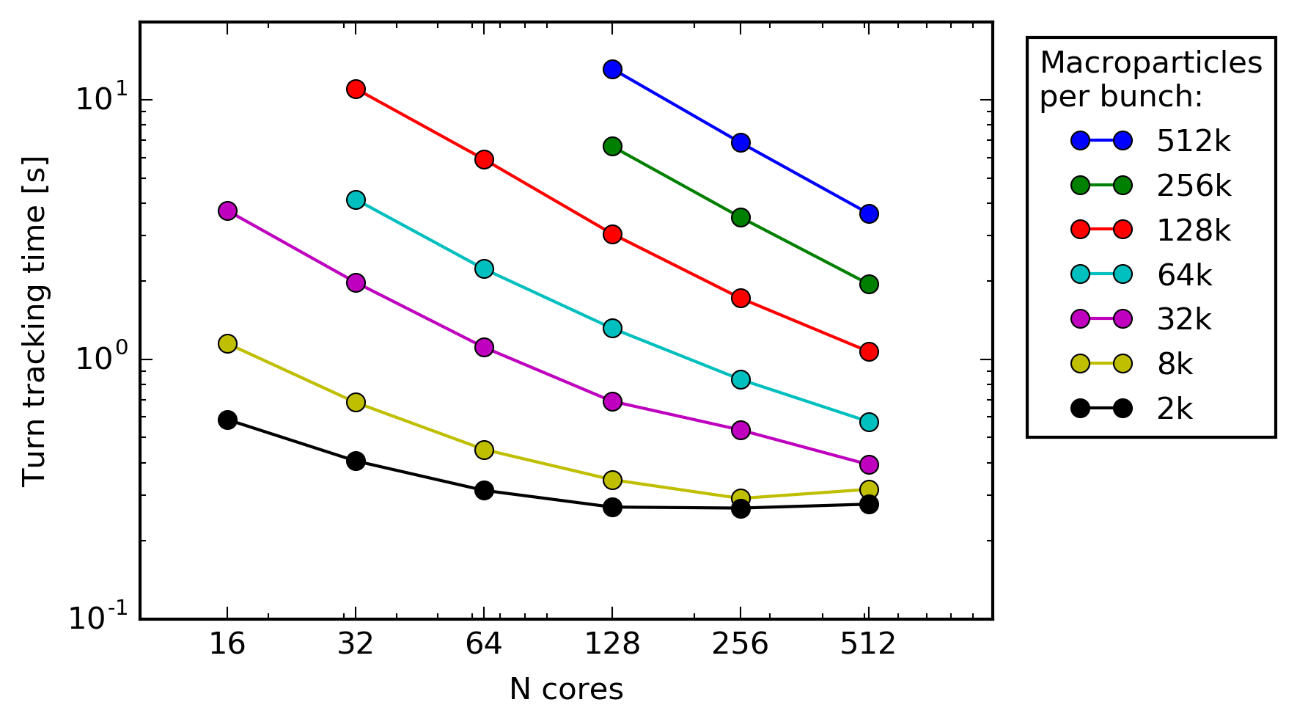 Turn tracking time [s]
10^1
10^0
10^-1
16 32 64 128 256 512
N cores
Macroparticles
per bunch:
512k
256k
128k
64k
32k
8k
2k